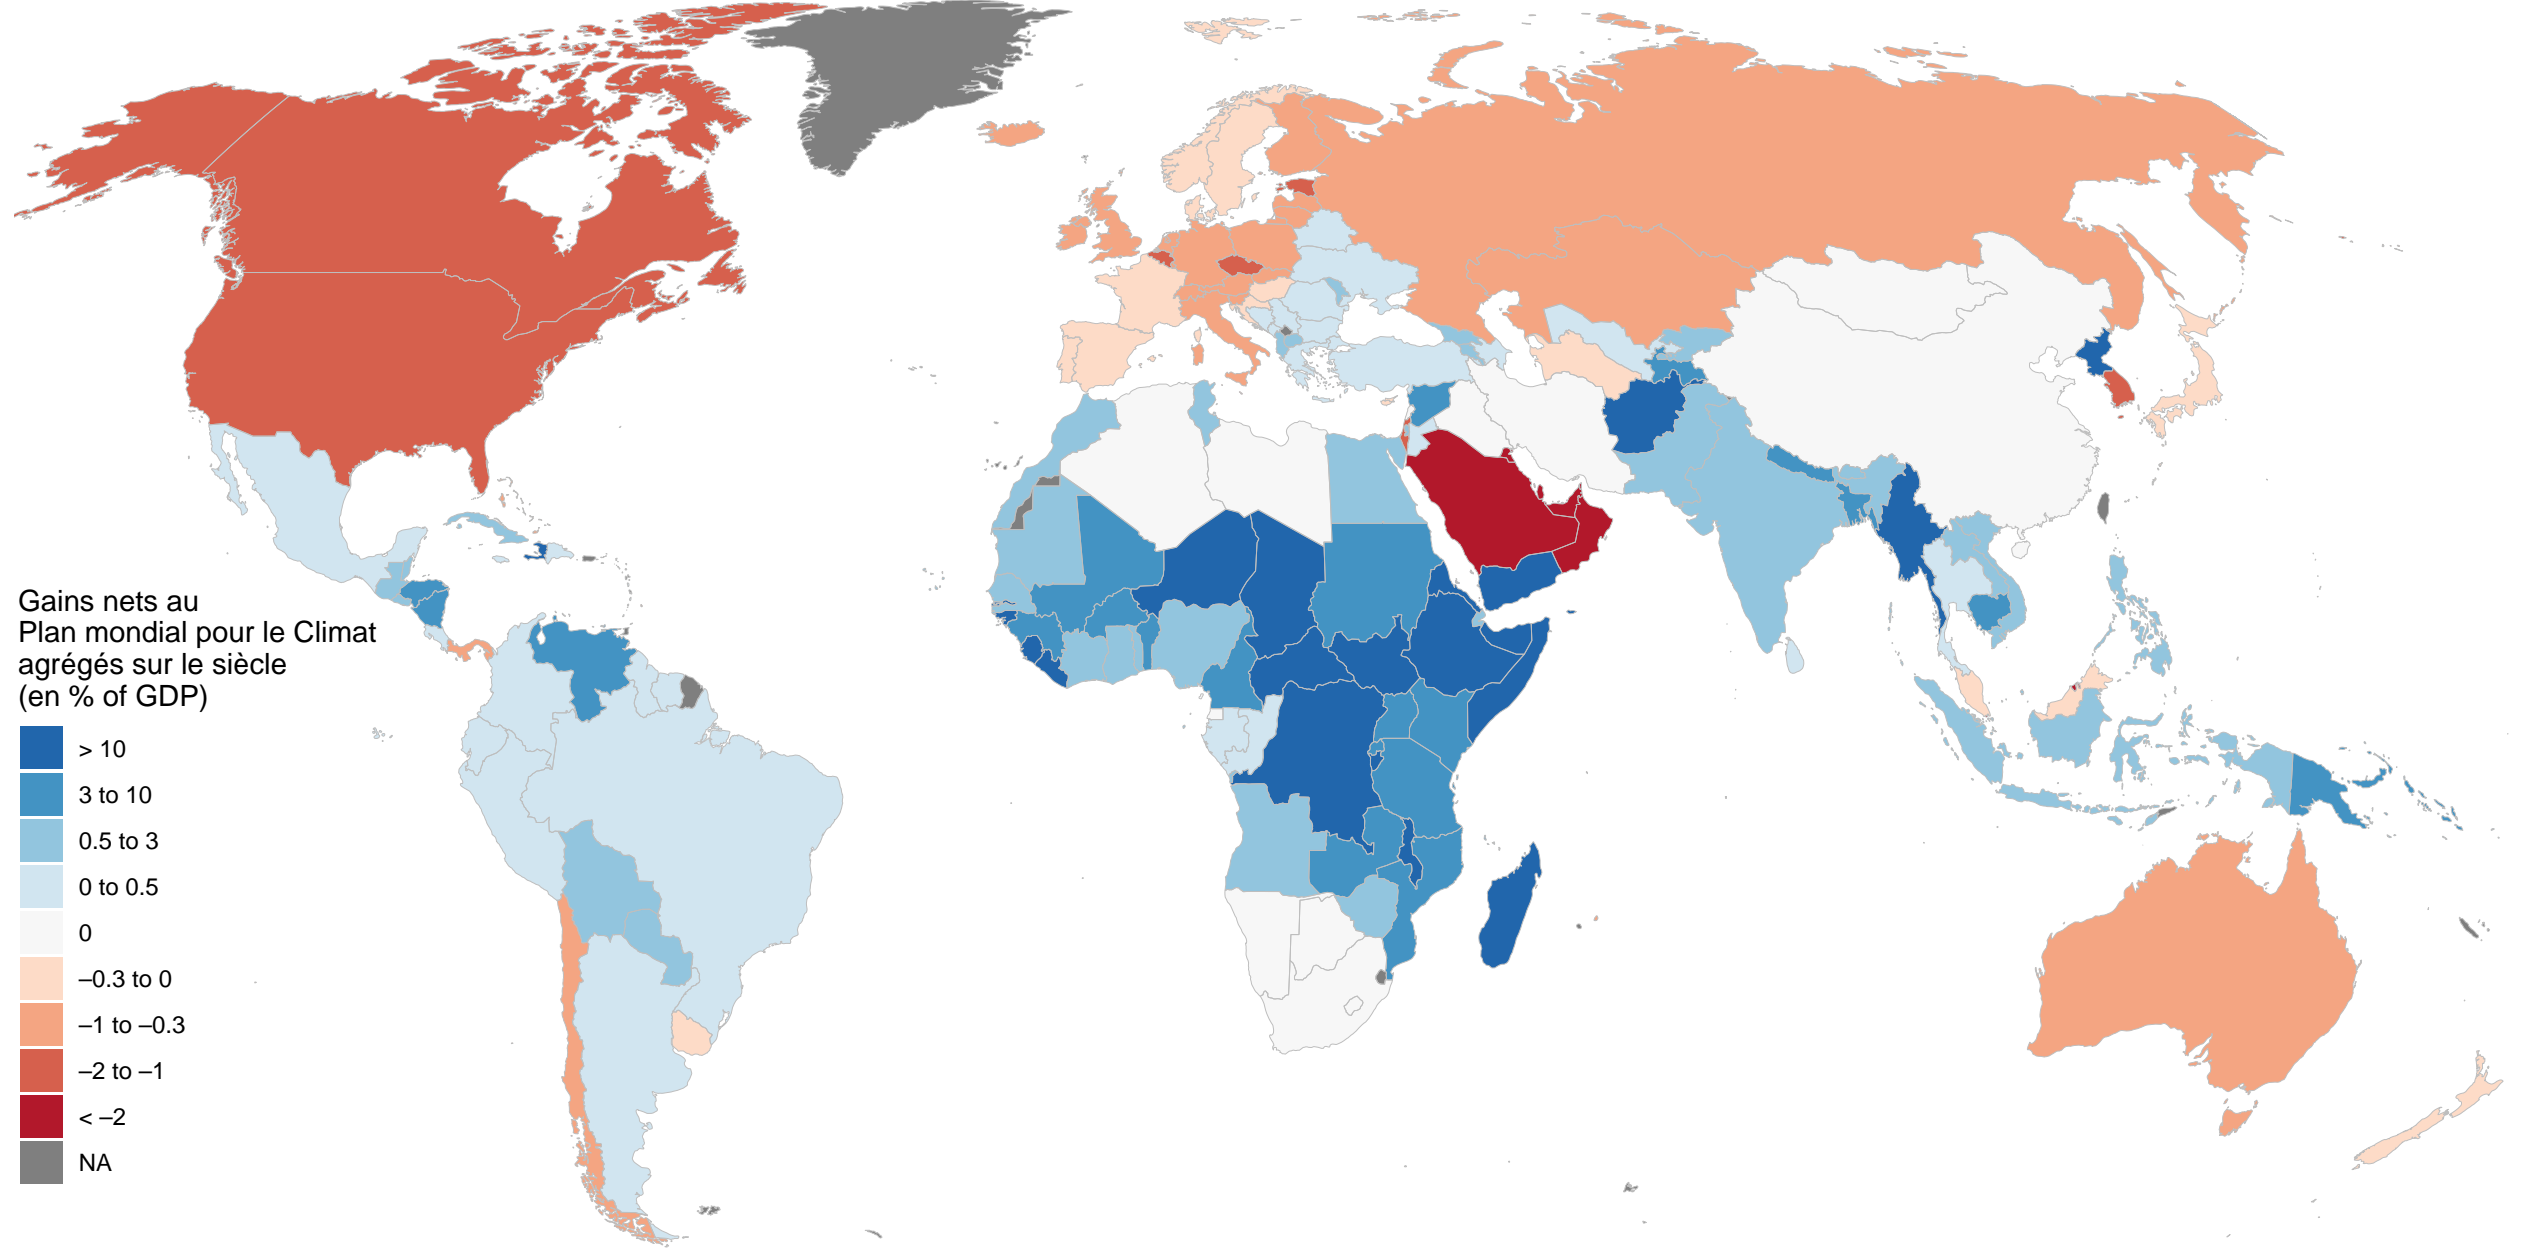 Gains nets au
Plan mondial pour le Climat
agrégés sur le siècle
(en % of GDP)
> 10
3 to 10
0.5 to 3
0 to 0.5
0
–0.3 to 0
–1 to –0.3
–2 to –1
< –2
NA